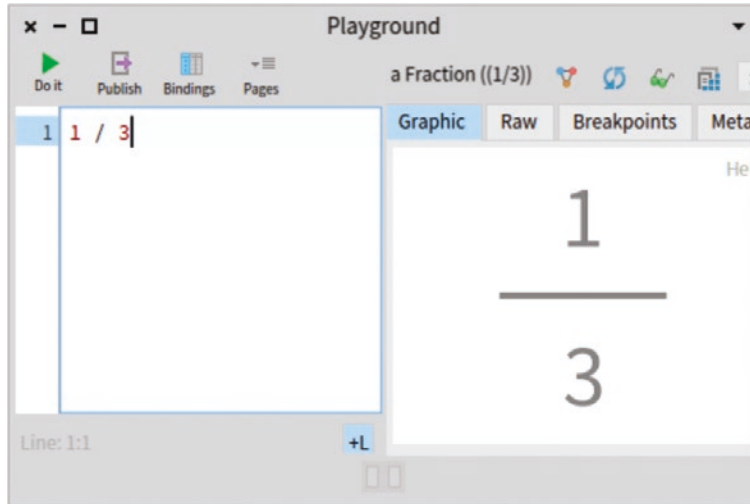 Playground
Do it Publish Bindings Pages
a Fraction ((1/3))
Graphic Raw Breakpoints
1 1 / 3
1
3
Line: 1:1 +L